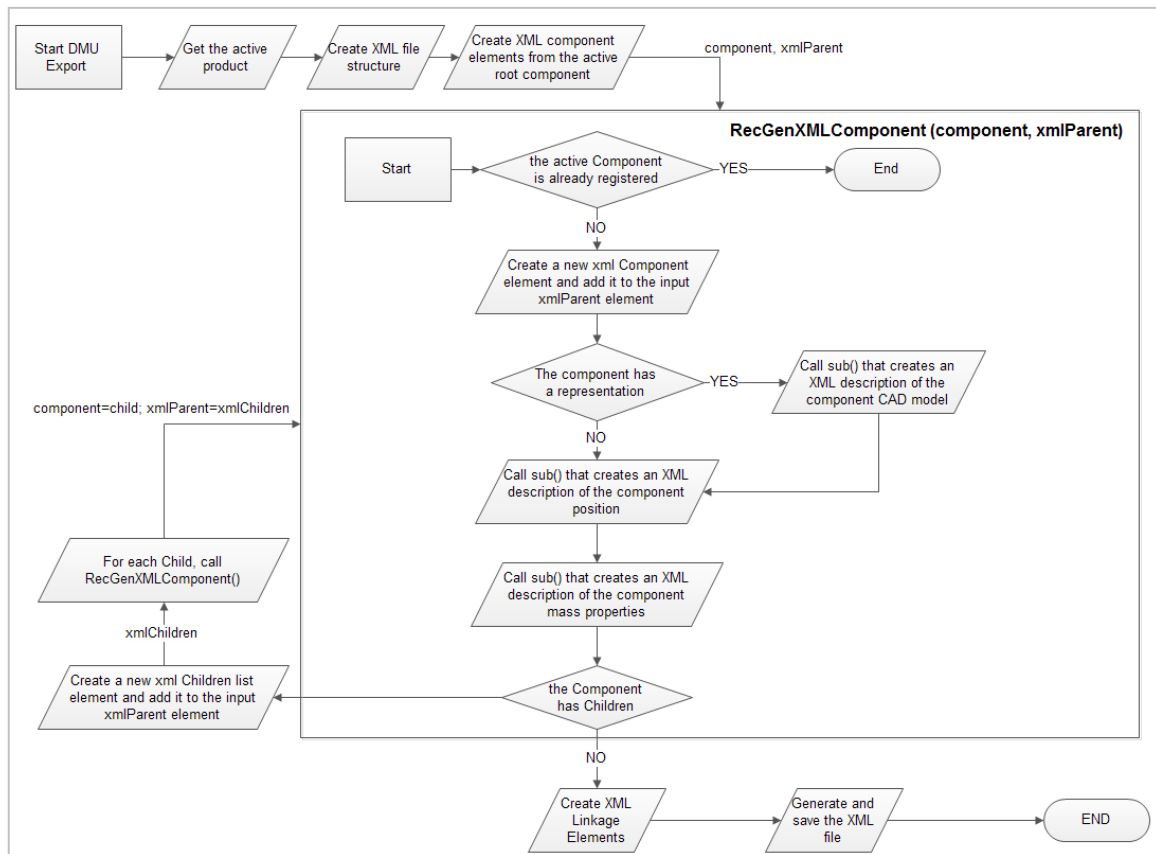 Start DMU
Export
Get the active
product
Create XML file
structure
Create XML component
elements from the active
root component
component, xmlParent
RecGenXMLComponent (component, xmlParent)
Start
the active Component
is already registered
YES
End
NO
Create a new xml Component
element and add it to the input
xmlParent element
The component has
a representation
YES
Call sub() that creates an
XML description of the
component CAD model
component=child; xmlParent=xmlChildren
NO
Call sub() that creates an XML
description of the component
position
For each Child, call
RecGenXMLComponent()
Call sub() that creates an XML
description of the component
mass properties
xmlChildren
Create a new xml Children list
element and add it to the input
xmlParent element
the Component
has Children
NO
Create XML
Linkage
Elements
Generate and
save the XML
file
END